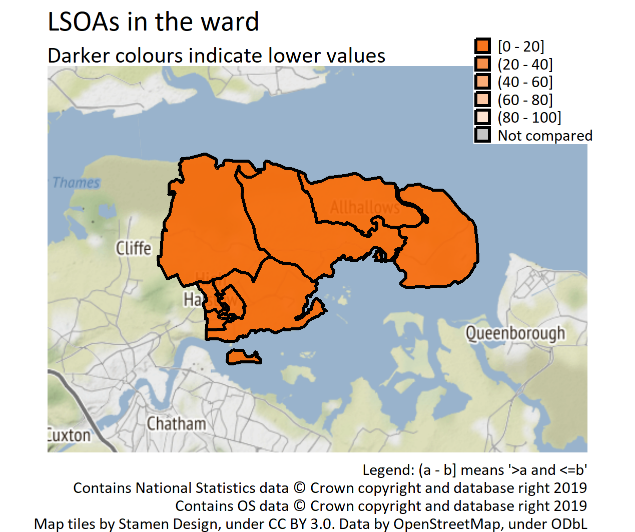 LSOAs in the ward
Darker colours indicate lower values
[0 - 20]
(20 - 40]
(40 - 60]
(60 - 80]
(80 - 100]
Not compared
Thames
Allhallows
Cliffe
Queenborough
Chatham
Legend: (a - b] means '>a and <=b'
Contains National Statistics data © Crown copyright and database right 2019
Contains OS data © Crown copyright and database right 2019
Map tiles by Stamen Design, under CC BY 3.0. Data by OpenStreetMap, under ODbL